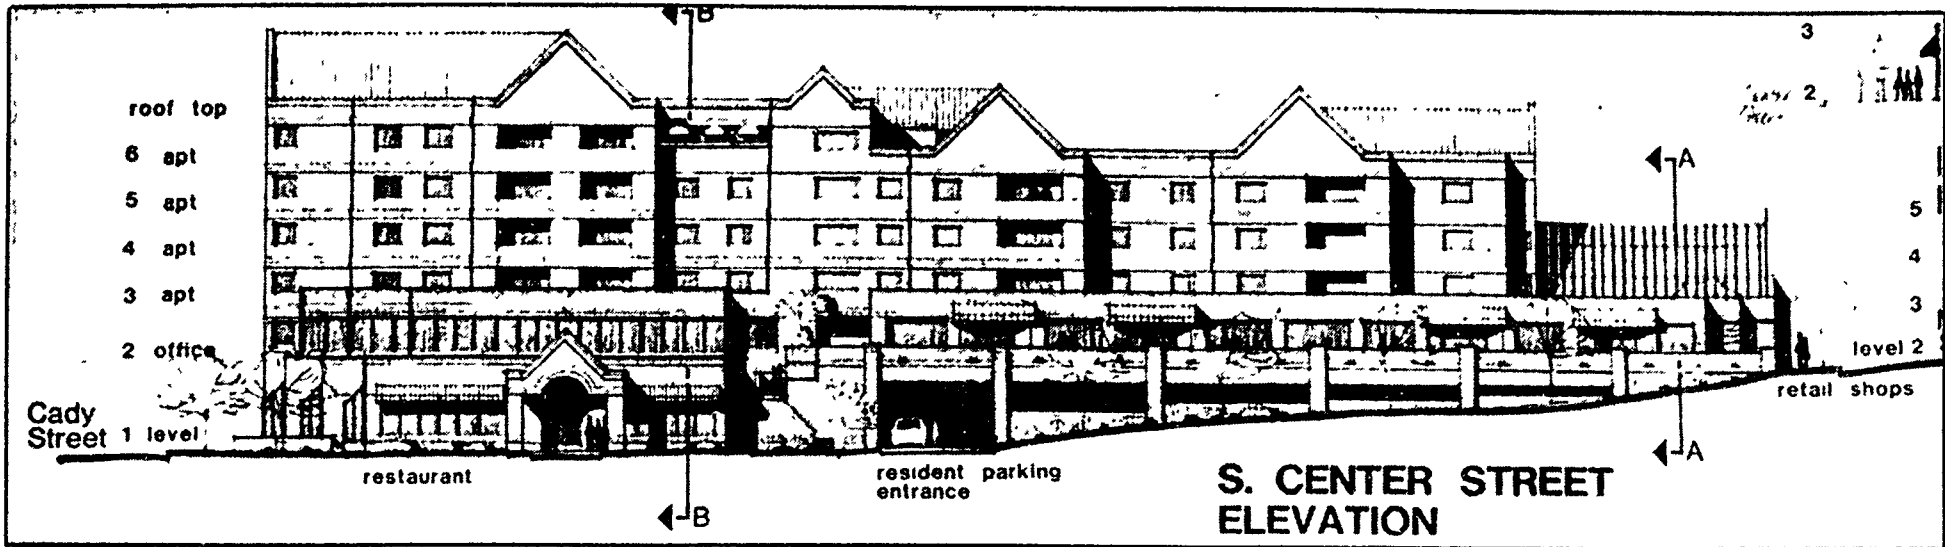 B
3
2
roof top
6 apt
A
5 apt
5
4 apt
4
3 apt
3
2 office
level 2
retail shops
Cady
Street 1 level
restaurant
resident parking
entrance
A
B
S. CENTER STREET
ELEVATION